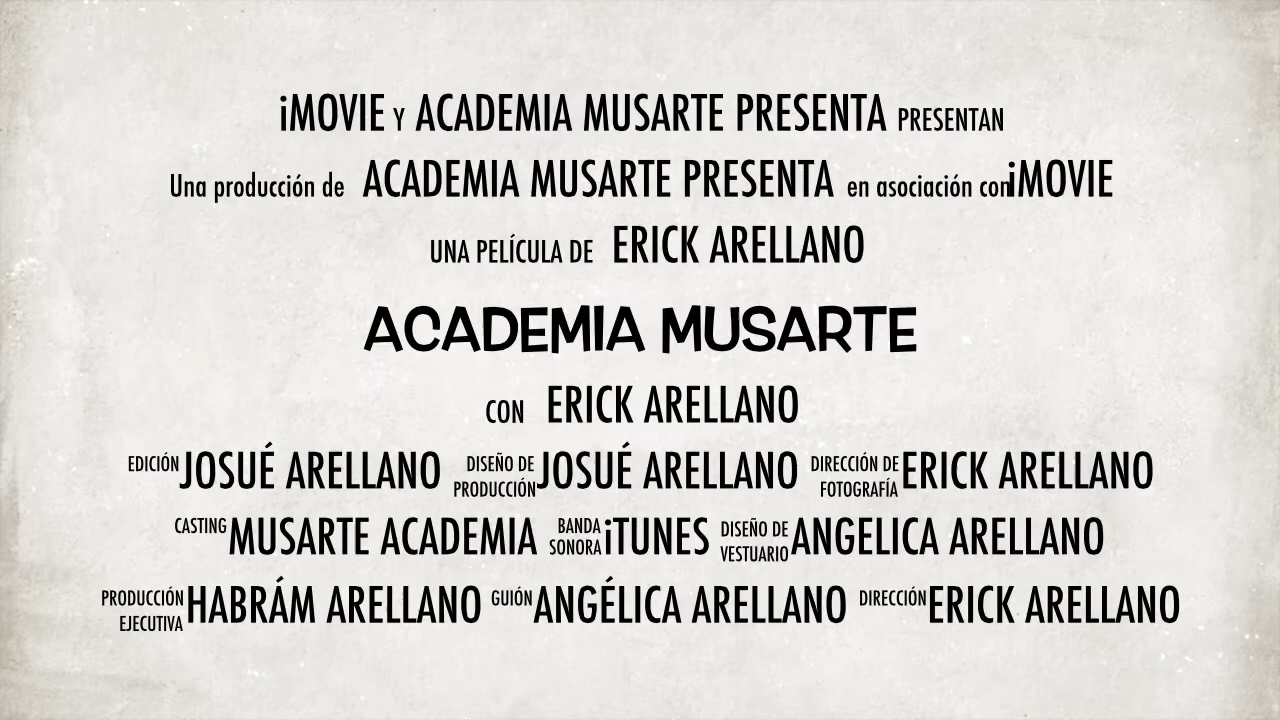 iMOVIE Y ACADEMIA MUSARTE PRESENTA PRESENTAN
Una producción de ACADEMIA MUSARTE PRESENTA en asociación con iMOVIE
UNA PELÍCULA DE ERICK ARELLANO
ACADEMIA MUSARTE
CON ERICK ARELLANO
EDICIÓN JOSUÉ ARELLANO DISEÑO DE PRODUCCIÓN JOSUÉ ARELLANO DIRECCIÓN DE FOTOGRAFÍA ERICK ARELLANO
CASTING MUSARTE ACADEMIA BANDA SONORA iTUNES DISEÑO DE VESTUARIO ANGELICA ARELLANO
PRODUCCIÓN EJECUTIVA HABRÁM ARELLANO GUIÓN ANGÉLICA ARELLANO DIRECCIÓN ERICK ARELLANO